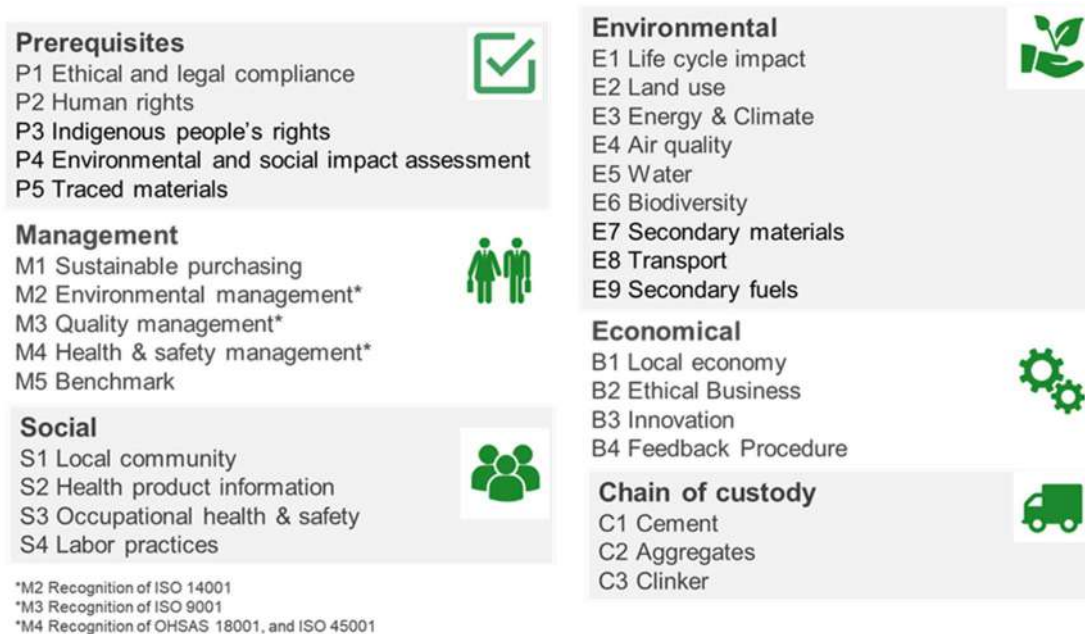 Prerequisites
P1 Ethical and legal compliance
P2 Human rights
P3 Indigenous people's rights
P4 Environmental and social impact assessment
P5 Traced materials
Management
M1 Sustainable purchasing
M2 Environmental management*
M3 Quality management*
M4 Health & safety management*
M5 Benchmark
Social
S1 Local community
S2 Health product information
S3 Occupational health & safety
S4 Labor practices
*M2 Recognition of ISO 14001
*M3 Recognition of ISO 9001
*M4 Recognition of OHSAS 18001, and ISO 45001
Environmental
E1 Life cycle impact
E2 Land use
E3 Energy & Climate
E4 Air quality
E5 Water
E6 Biodiversity
E7 Secondary materials
E8 Transport
E9 Secondary fuels
Economical
B1 Local economy
B2 Ethical Business
B3 Innovation
B4 Feedback Procedure
Chain of custody
C1 Cement
C2 Aggregates
C3 Clinker